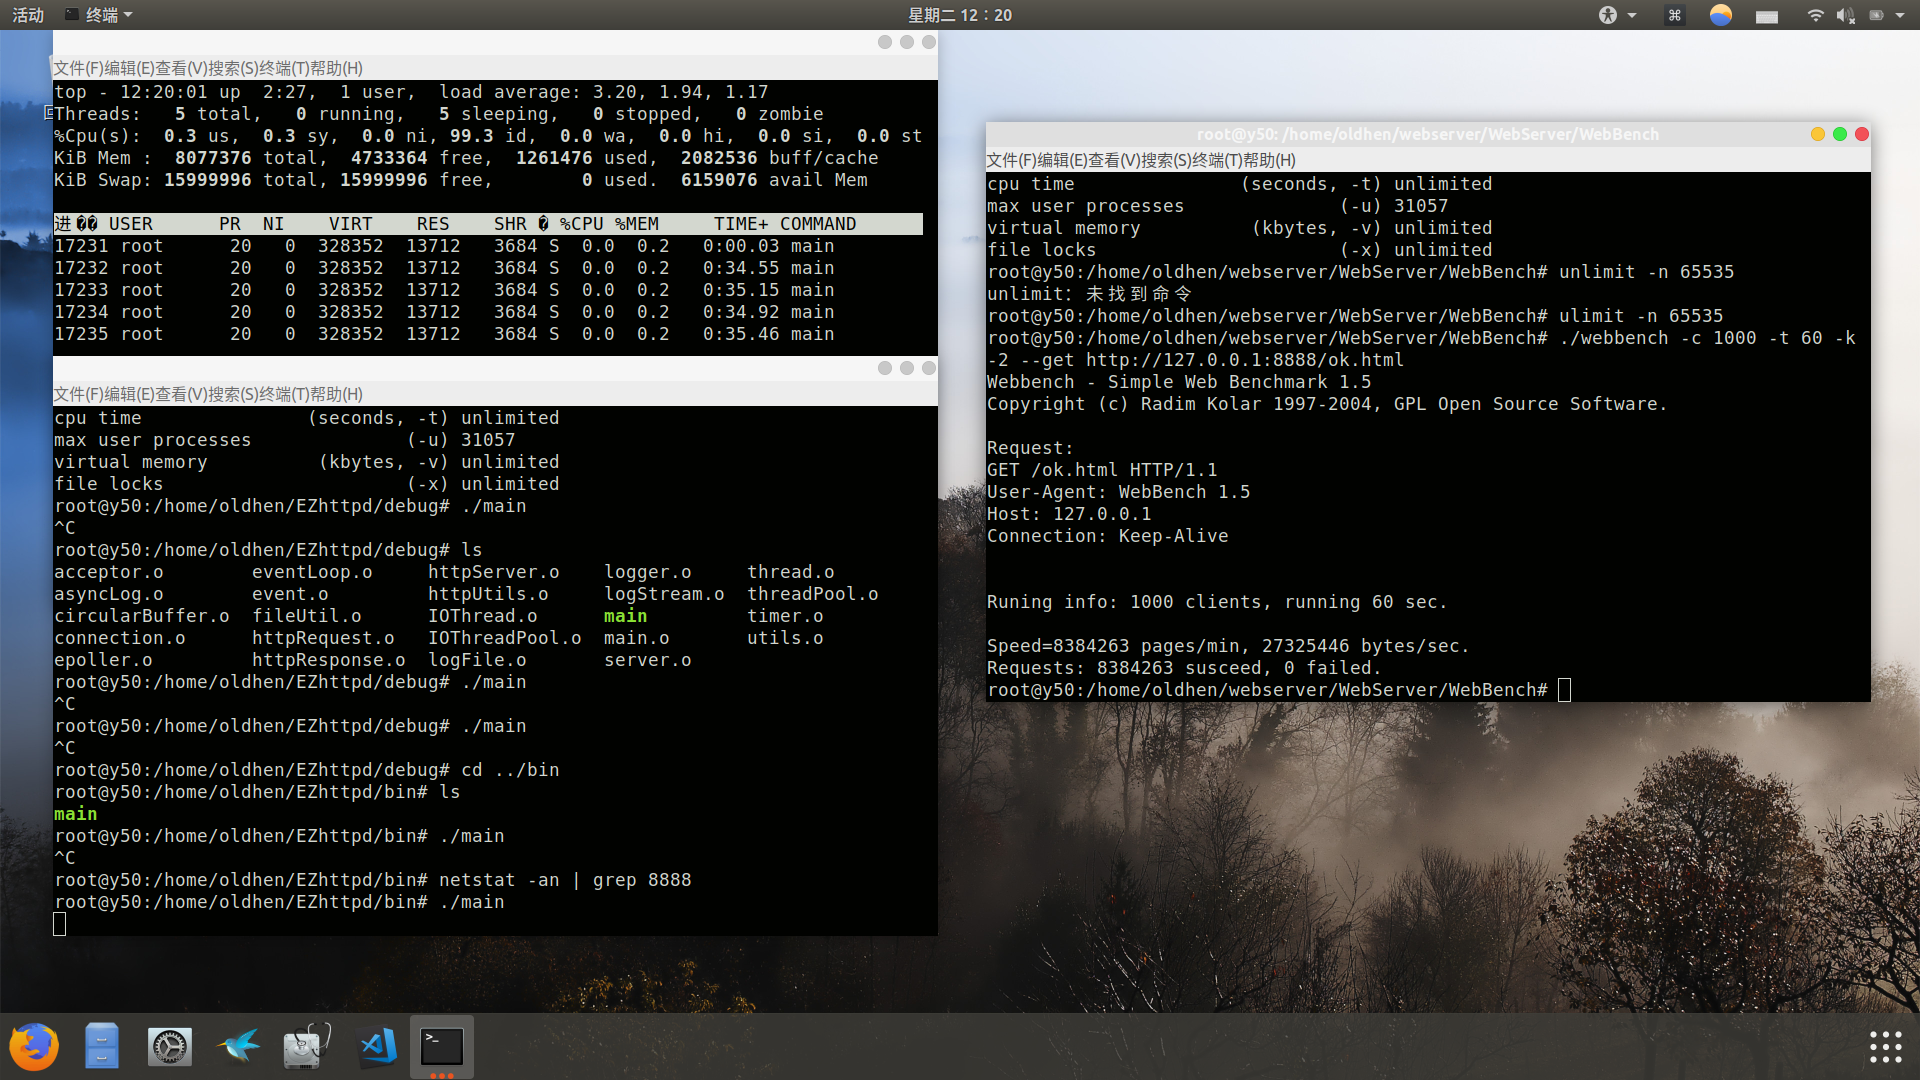 活动 终端 星期二 12：20
文件(F)编辑(E)查看(V)搜索(S)终端(T)帮助(H)
top - 12:20:01 up  2:27,  1 user,  load average: 3.20, 1.94, 1.17
Threads:   5 total,   0 running,   5 sleeping,   0 stopped,   0 zombie
%Cpu(s):  0.3 us,  0.3 sy,  0.0 ni, 99.3 id,  0.0 wa,  0.0 hi,  0.0 si,  0.0 st
KiB Mem :  8077376 total,  4733364 free,  1261476 used,  2082536 buff/cache
KiB Swap: 15999996 total, 15999996 free,        0 used.  6159076 avail Mem
进�� USER      PR  NI    VIRT    RES    SHR � %CPU %MEM     TIME+ COMMAND
17231 root      20   0  328352  13712   3684 S  0.0  0.2   0:00.03 main
17232 root      20   0  328352  13712   3684 S  0.0  0.2   0:34.55 main
17233 root      20   0  328352  13712   3684 S  0.0  0.2   0:35.15 main
17234 root      20   0  328352  13712   3684 S  0.0  0.2   0:34.92 main
17235 root      20   0  328352  13712   3684 S  0.0  0.2   0:35.46 main
文件(F)编辑(E)查看(V)搜索(S)终端(T)帮助(H)
cpu time               (seconds, -t) unlimited
max user processes              (-u) 31057
virtual memory          (kbytes, -v) unlimited
file locks                      (-x) unlimited
root@y50:/home/oldhen/EZhttpd/debug# ./main
^C
root@y50:/home/oldhen/EZhttpd/debug# ls
acceptor.o        eventLoop.o     httpServer.o    logger.o     thread.o
asyncLog.o        event.o         httpUtils.o     logStream.o  threadPool.o
circularBuffer.o  fileUtil.o      IOThread.o      main         timer.o
connection.o      httpRequest.o   IOThreadPool.o  main.o       utils.o
epoller.o         httpResponse.o  logFile.o       server.o
root@y50:/home/oldhen/EZhttpd/debug# ./main
^C
root@y50:/home/oldhen/EZhttpd/debug# ./main
^C
root@y50:/home/oldhen/EZhttpd/debug# cd ../bin
root@y50:/home/oldhen/EZhttpd/bin# ls
main
root@y50:/home/oldhen/EZhttpd/bin# ./main
^C
root@y50:/home/oldhen/EZhttpd/bin# netstat -an | grep 8888
root@y50:/home/oldhen/EZhttpd/bin# ./main
root@y50: /home/oldhen/webserver/WebServer/WebBench
文件(F)编辑(E)查看(V)搜索(S)终端(T)帮助(H)
cpu time               (seconds, -t) unlimited
max user processes              (-u) 31057
virtual memory          (kbytes, -v) unlimited
file locks                      (-x) unlimited
root@y50:/home/oldhen/webserver/WebServer/WebBench# unlimit -n 65535
unlimit：未找到命令
root@y50:/home/oldhen/webserver/WebServer/WebBench# ulimit -n 65535
root@y50:/home/oldhen/webserver/WebServer/WebBench# ./webbench -c 1000 -t 60 -k
-2 --get http://127.0.0.1:8888/ok.html
Webbench - Simple Web Benchmark 1.5
Copyright (c) Radim Kolar 1997-2004, GPL Open Source Software.
Request:
GET /ok.html HTTP/1.1
User-Agent: WebBench 1.5
Host: 127.0.0.1
Connection: Keep-Alive
Runing info: 1000 clients, running 60 sec.
Speed=8384263 pages/min, 27325446 bytes/sec.
Requests: 8384263 susceed, 0 failed.
root@y50:/home/oldhen/webserver/WebServer/WebBench#